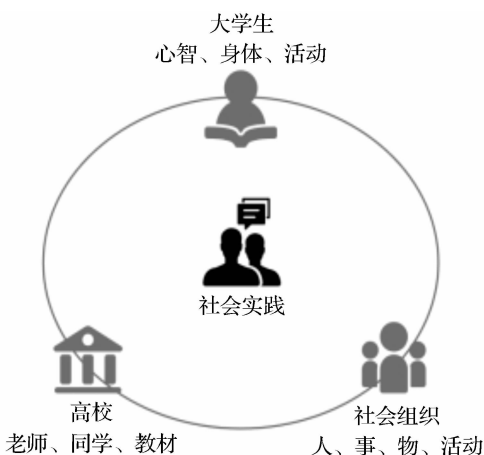 大学生
心智、身体、活动
社会实践
高校
老师、同学、教材
社会组织
人、事、物、活动